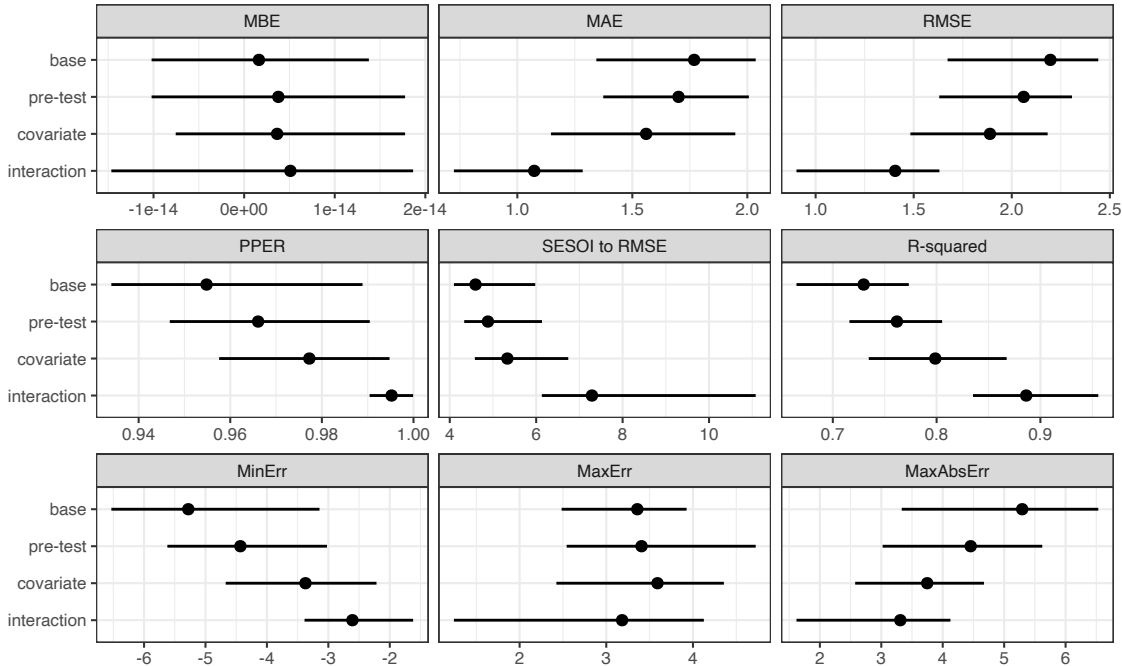 MBE MAE RMSE
base
pre-test
covariate
interaction
-1e-14 0e+00 1e-14 2e-14 1.0 1.5 2.0 1.0 1.5 2.0 2.5
PPER SESOI to RMSE R-squared
base
pre-test
covariate
interaction
0.94 0.96 0.98 1.00 4 6 8 10 0.7 0.8 0.9
MinErr MaxErr MaxAbsErr
base
pre-test
covariate
interaction
-6 -5 -4 -3 -2 2 3 4 2 3 4 5 6